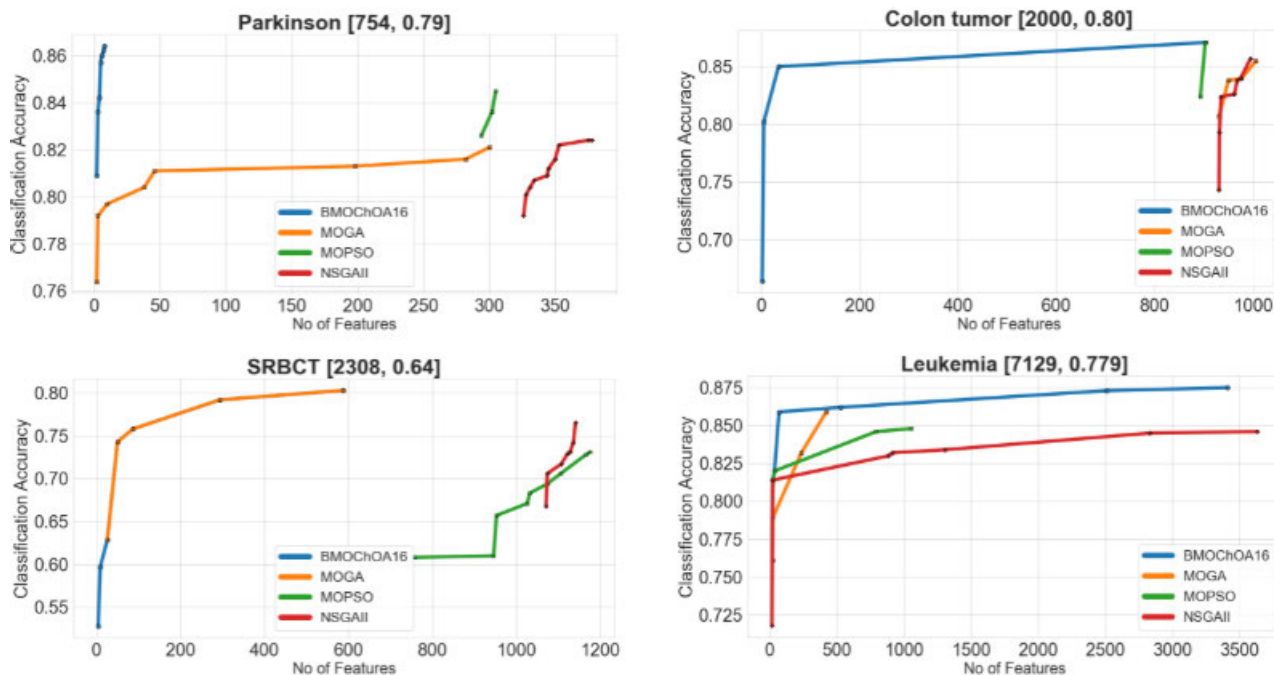 Parkinson [754, 0.79]
Classification Accuracy
0.86
0.84
0.82
0.80
0.78
0.76
BMOChOA16
MOGA
MOPSO
NSGAII
0 50 100 150 200 250 300 350
No of Features
Colon tumor [2000, 0.80]
Classification Accuracy
0.85
0.80
0.75
0.70
BMOChOA16
MOGA
MOPSO
NSGAII
0 200 400 600 800 1000
No of Features
SRBCT [2308, 0.64]
Classification Accuracy
0.80
0.75
0.70
0.65
0.60
0.55
BMOChOA16
MOGA
MOPSO
NSGAII
0 200 400 600 800 1000 1200
No of Features
Leukemia [7129, 0.779]
Classification Accuracy
0.875
0.850
0.825
0.800
0.775
0.750
0.725
BMOChOA16
MOGA
MOPSO
NSGAII
0 500 1000 1500 2000 2500 3000 3500
No of Features